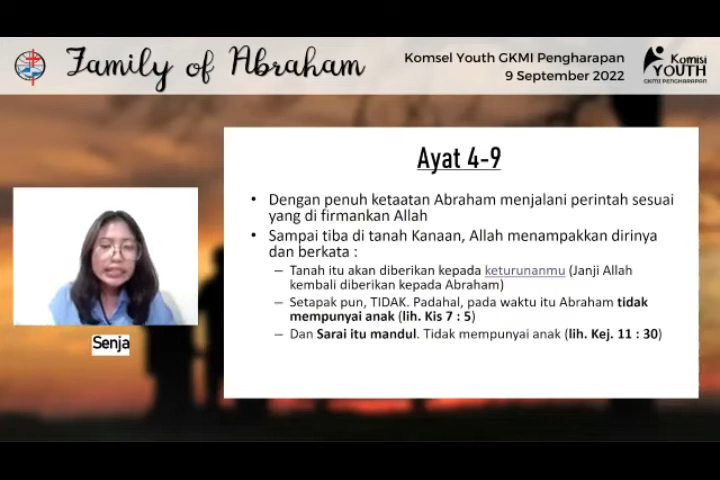 Family of Abraham
Komsel Youth GKMI Pengharapan
9 September 2022
Komisi
YOUTH
GKMI PENGHARAPAN
Ayat 4-9
• Dengan penuh ketaatan Abraham menjalani perintah sesuai
yang di firmankan Allah
• Sampai tiba di tanah Kanaan, Allah menampakkan dirinya
dan berkata :
– Tanah itu akan diberikan kepada keturunanmu (Janji Allah
kembali diberikan kepada Abraham)
– Setapak pun, TIDAK. Padahal, pada waktu itu Abraham tidak
mempunyai anak (lih. Kis 7 : 5)
– Dan Sarai itu mandul. Tidak mempunyai anak (lih. Kej. 11 : 30)
Senja